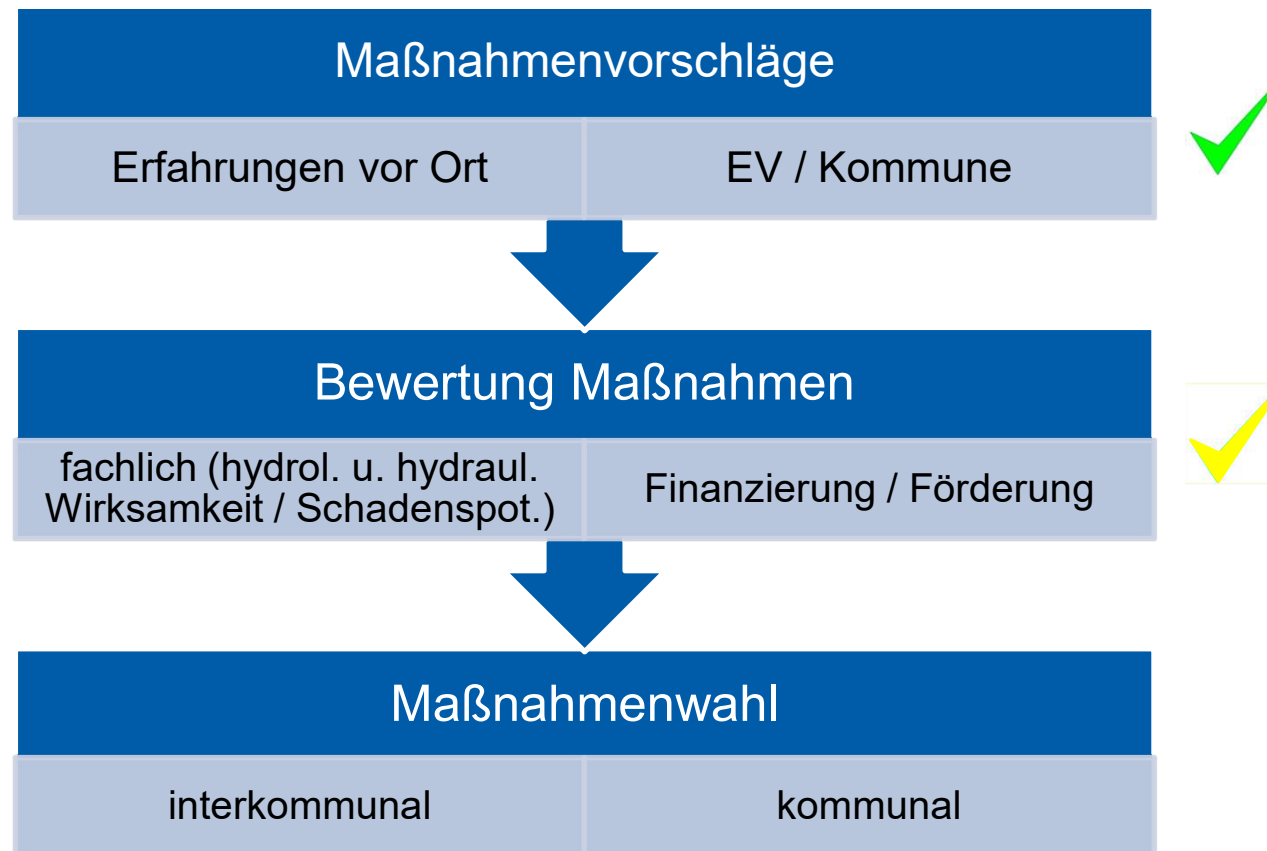 Maßnahmenvorschläge
Erfahrungen vor Ort
EV / Kommune
Bewertung Maßnahmen
fachlich (hydrol. u. hydraul.
Wirksamkeit / Schadenspot.)
Finanzierung / Förderung
Maßnahmenwahl
interkommunal
kommunal